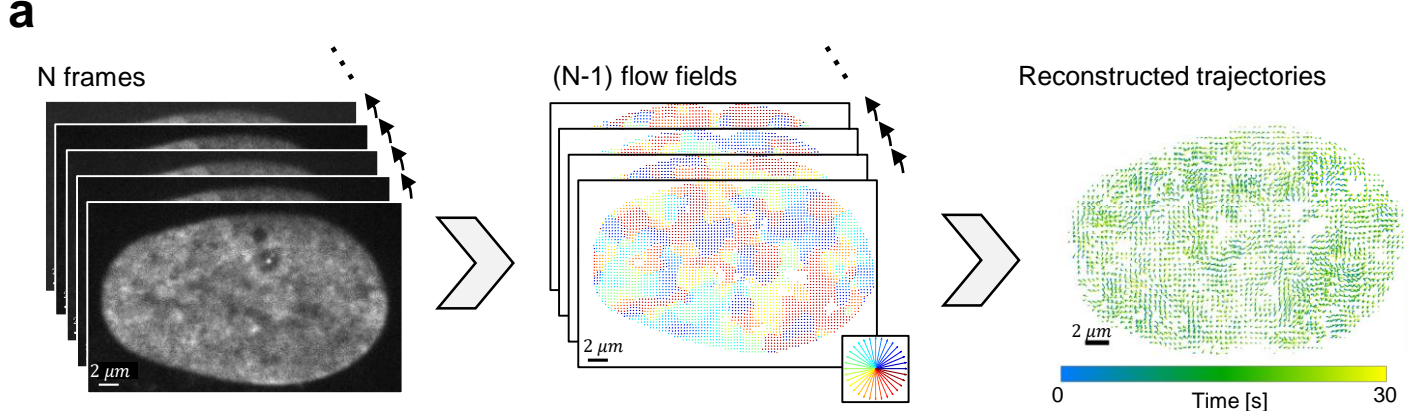 a
N frames
(N-1) flow fields
Reconstructed trajectories
2 μm
2 μm
2 μm
0
30
Time [s]